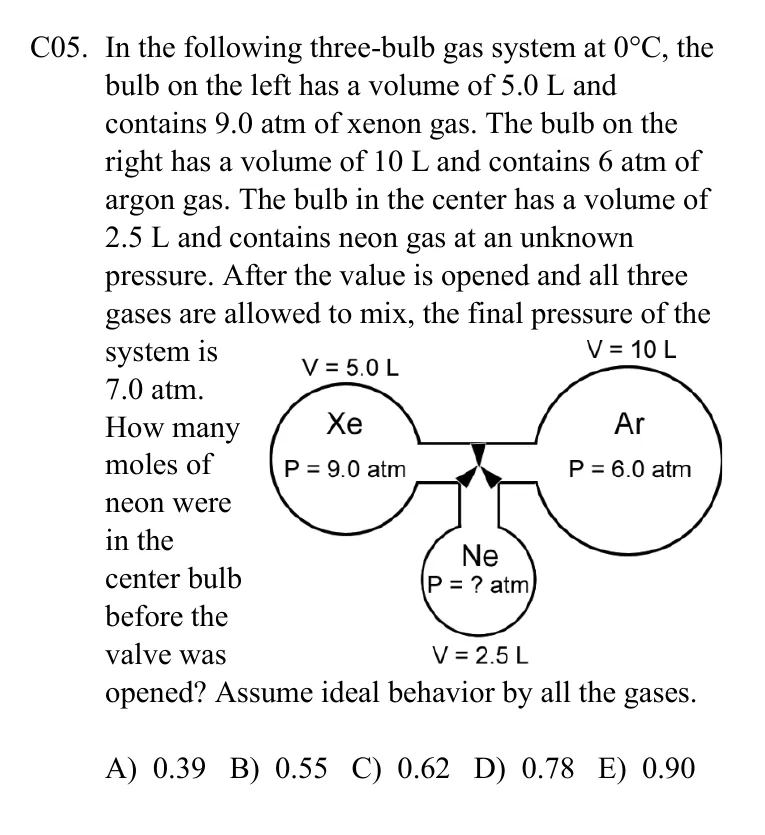 C05. In the following three-bulb gas system at 0°C, the
bulb on the left has a volume of 5.0 L and
contains 9.0 atm of xenon gas. The bulb on the
right has a volume of 10 L and contains 6 atm of
argon gas. The bulb in the center has a volume of
2.5 L and contains neon gas at an unknown
pressure. After the value is opened and all three
gases are allowed to mix, the final pressure of the
system is
7.0 atm.
How many
moles of
neon were
in the
center bulb
before the
valve was
opened? Assume ideal behavior by all the gases.
V = 5.0 L
V = 10 L
Xe
P = 9.0 atm
Ar
P = 6.0 atm
Ne
P = ? atm
V = 2.5 L
A) 0.39 B) 0.55 C) 0.62 D) 0.78 E) 0.90